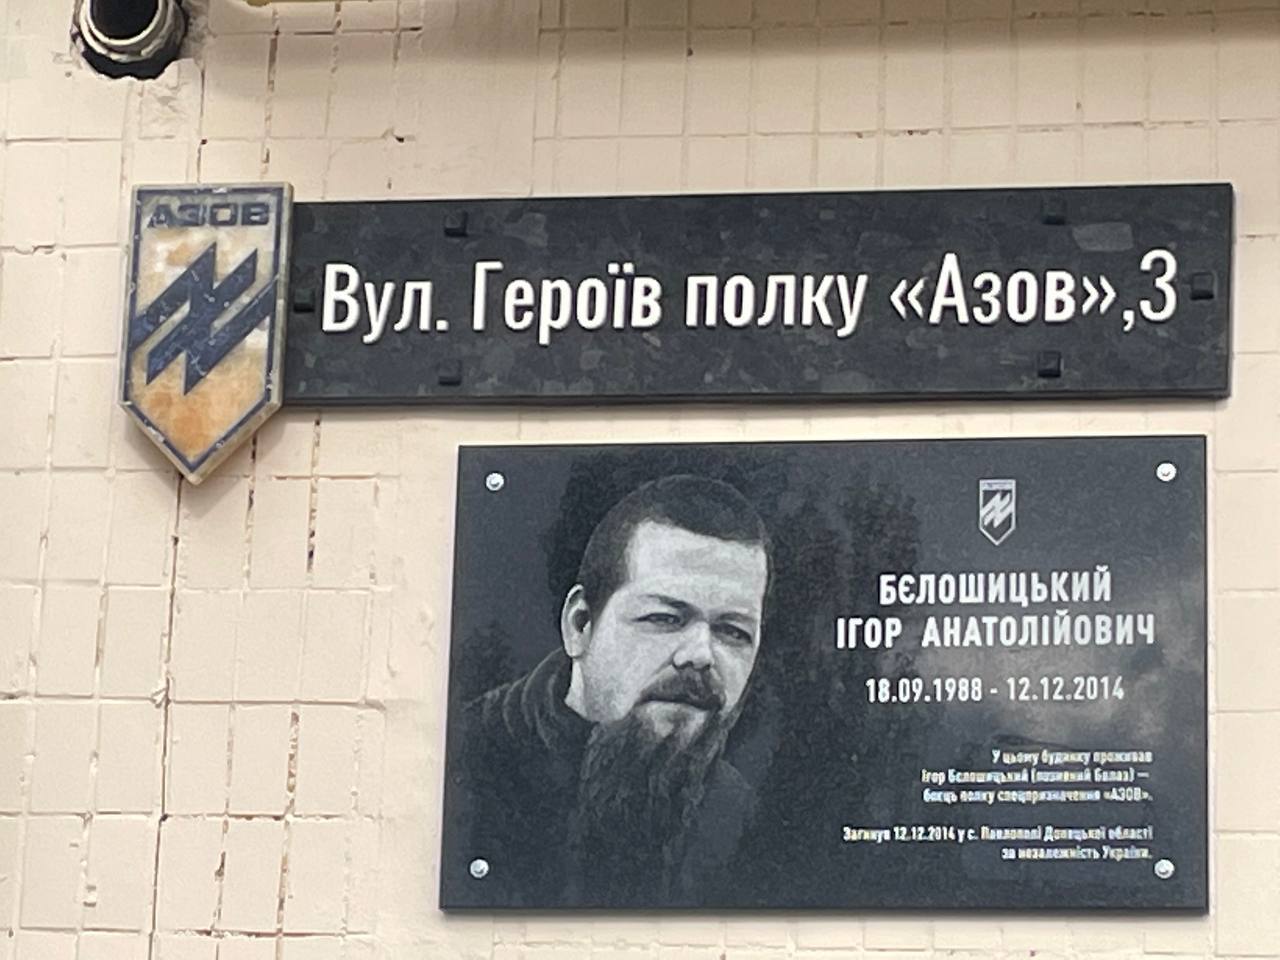 АЗОВ
Вул. Героїв полку «Азов»,3
БЄЛОШИЦЬКИЙ
ІГОР АНАТОЛІЙОВИЧ
18.09.1988 - 12.12.2014
У цьому будинку проживав
Ігор Бєлошицький (позивний Балаз) —
боєць полку спецпризначення «АЗОВ».
Загинув 12.12.2014 у с. Павлополі Донецької області
за незалежність України.